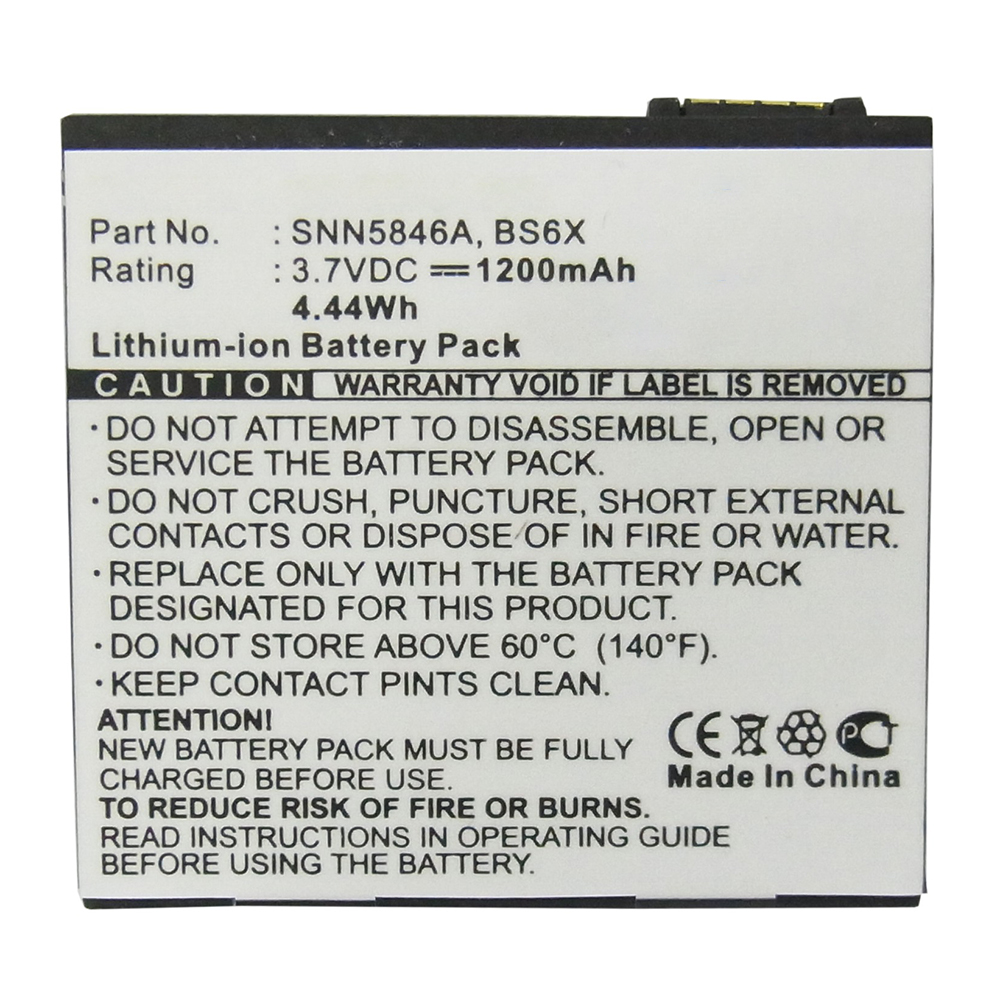 Part No. : SNN5846A, BS6X
Rating : 3.7VDC ⎓ 1200mAh
4.44Wh
Lithium-ion Battery Pack
CAUTION WARRANTY VOID IF LABEL IS REMOVED
·DO NOT ATTEMPT TO DISASSEMBLE, OPEN OR
SERVICE THE BATTERY PACK.
·DO NOT CRUSH, PUNCTURE, SHORT EXTERNAL
CONTACTS OR DISPOSE IN FIRE OR WATER.
·REPLACE ONLY WITH THE BATTERY PACK
DESIGNATED FOR THIS PRODUCT.
·DO NOT STORE ABOVE 60°C (140°F).
·KEEP CONTACT PINTS CLEAN.
ATTENTION!
NEW BATTERY PACK MUST BE FULLY
CHARGED BEFORE USE.
TO REDUCE RISK OF FIRE OR BURNS.
READ INSTRUCTIONS IN OPERATING GUIDE
BEFORE USING THE BATTERY.
CE PC
Made In China